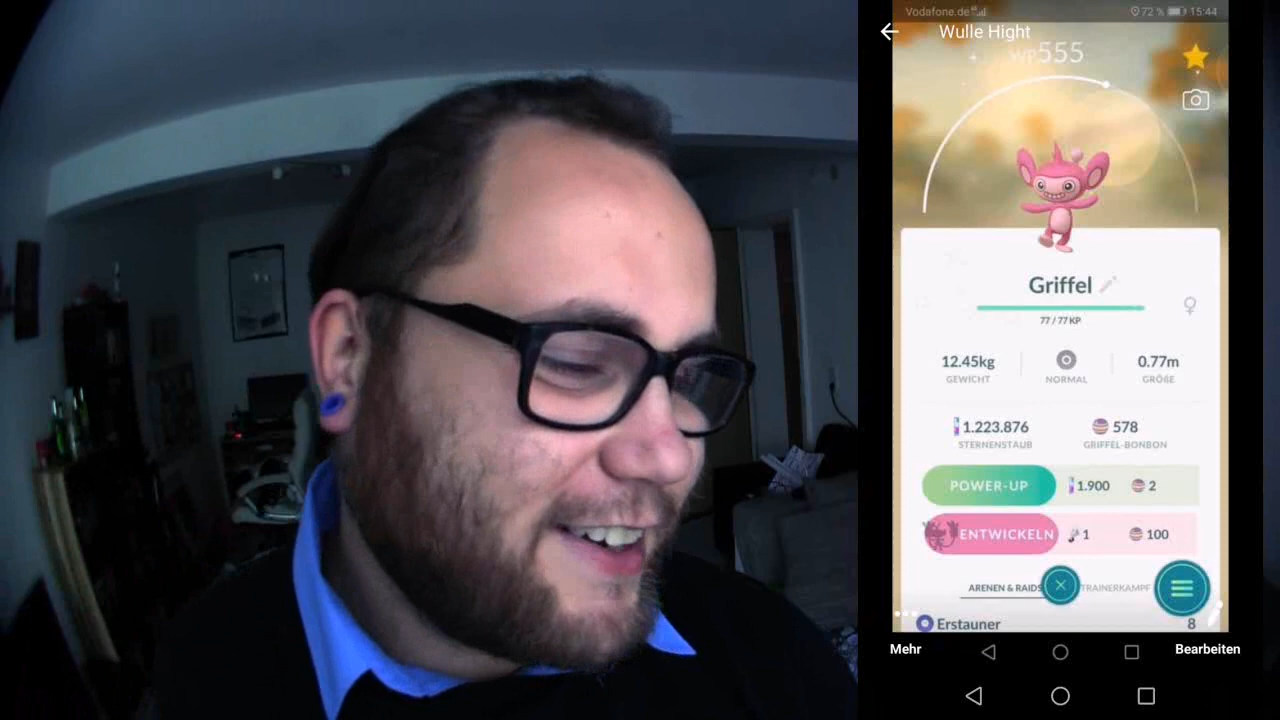 Vodafone.de 72 % 15:44
Wulle Hight
WP555
Griffel
77 / 77 KP
12.45kg
GEWICHT
NORMAL
0.77m
GRÖSSE
1.223.876
STERNENSTAUB
578
GRIFFEL-BONBON
POWER-UP 1.900 2
ENTWICKELN 1 100
ARENEN & RAIDS TRAINERKAMPF
Erstauner 8
Mehr Bearbeiten